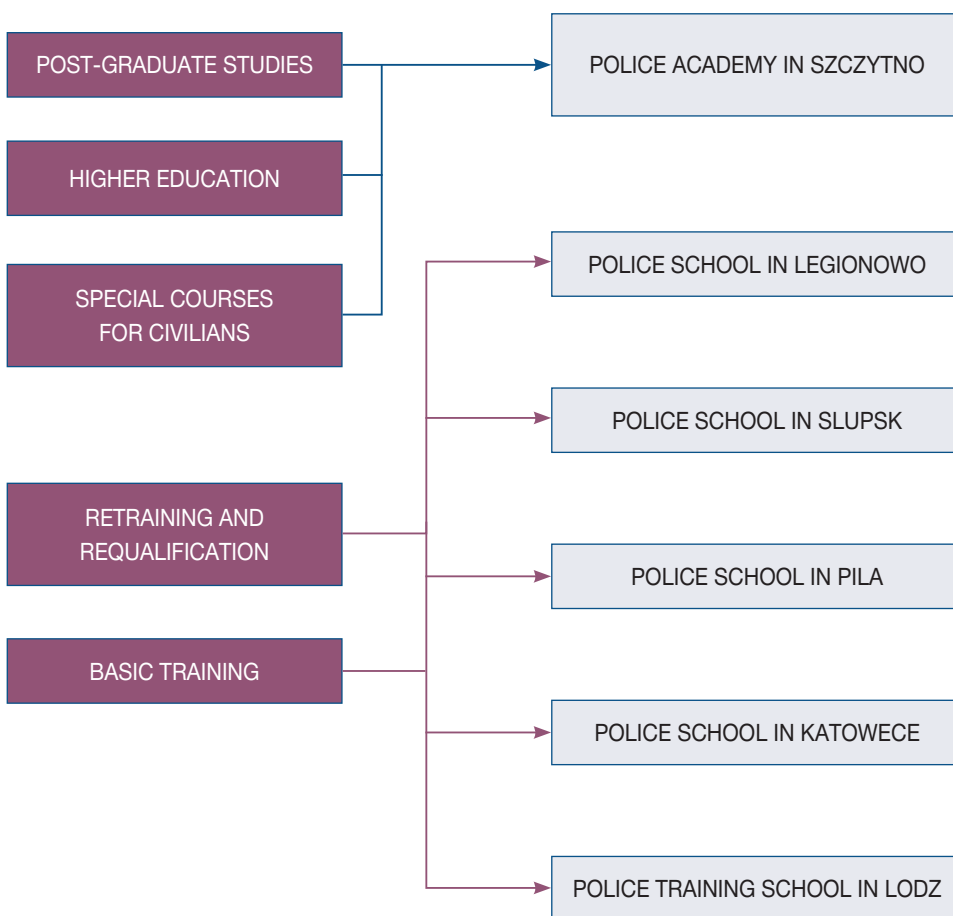 POST-GRADUATE STUDIES
POLICE ACADEMY IN SZCZYTNO
HIGHER EDUCATION
POLICE SCHOOL IN LEGIONOWO
SPECIAL COURSES
FOR CIVILIANS
POLICE SCHOOL IN SLUPSK
RETRAINING AND
REQUALIFICATION
POLICE SCHOOL IN PILA
BASIC TRAINING
POLICE SCHOOL IN KATOWECE
POLICE TRAINING SCHOOL IN LODZ